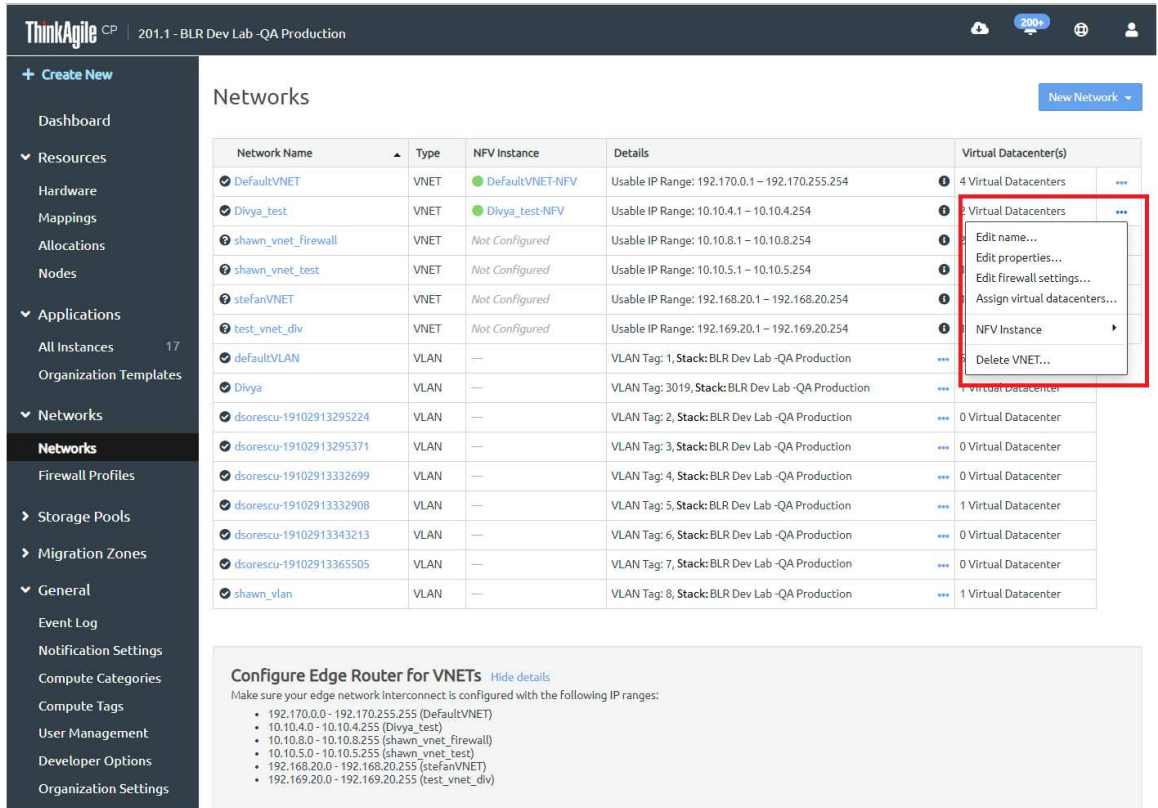 ThinkAgile CP 201.1 - BLR Dev Lab -QA Production 200+
+ Create New
Dashboard
Resources
Hardware
Mappings
Allocations
Nodes
Applications
All Instances 17
Organization Templates
Networks
Networks
Firewall Profiles
Storage Pools
Migration Zones
General
Event Log
Notification Settings
Compute Categories
Compute Tags
User Management
Developer Options
Organization Settings
Networks
New Network
Network Name Type NFV Instance Details Virtual Datacenter(s)
DefaultVNET VNET DefaultVNET-NFV Usable IP Range: 192.170.0.1 – 192.170.255.254 4 Virtual Datacenters
Divya_test VNET Divya_test-NFV Usable IP Range: 10.10.4.1 – 10.10.4.254 2 Virtual Datacenters
shawn_vnet_firewall VNET Not Configured Usable IP Range: 10.10.8.1 – 10.10.8.254
shawn_vnet_test VNET Not Configured Usable IP Range: 10.10.5.1 – 10.10.5.254
stefanVNET VNET Not Configured Usable IP Range: 192.168.20.1 – 192.168.20.254
test_vnet_div VNET Not Configured Usable IP Range: 192.169.20.1 – 192.169.20.254
defaultVLAN VLAN — VLAN Tag: 1, Stack: BLR Dev Lab -QA Production
Divya VLAN — VLAN Tag: 3019, Stack: BLR Dev Lab -QA Production 1 Virtual Datacenter
dsorescu-19102913295224 VLAN — VLAN Tag: 2, Stack: BLR Dev Lab -QA Production 0 Virtual Datacenter
dsorescu-19102913295371 VLAN — VLAN Tag: 3, Stack: BLR Dev Lab -QA Production 0 Virtual Datacenter
dsorescu-19102913332699 VLAN — VLAN Tag: 4, Stack: BLR Dev Lab -QA Production 0 Virtual Datacenter
dsorescu-19102913332908 VLAN — VLAN Tag: 5, Stack: BLR Dev Lab -QA Production 1 Virtual Datacenter
dsorescu-19102913343213 VLAN — VLAN Tag: 6, Stack: BLR Dev Lab -QA Production 0 Virtual Datacenter
dsorescu-19102913365505 VLAN — VLAN Tag: 7, Stack: BLR Dev Lab -QA Production 0 Virtual Datacenter
shawn_vlan VLAN — VLAN Tag: 8, Stack: BLR Dev Lab -QA Production 1 Virtual Datacenter
Edit name...
Edit properties...
Edit firewall settings...
Assign virtual datacenters...
NFV Instance
Delete VNET...
Configure Edge Router for VNETs Hide details
Make sure your edge network interconnect is configured with the following IP ranges:
• 192.170.0.0 - 192.170.255.255 (DefaultVNET)
• 10.10.4.0 - 10.10.4.255 (Divya_test)
• 10.10.8.0 - 10.10.8.255 (shawn_vnet_firewall)
• 10.10.5.0 - 10.10.5.255 (shawn_vnet_test)
• 192.168.20.0 - 192.168.20.255 (stefanVNET)
• 192.169.20.0 - 192.169.20.255 (test_vnet_div)